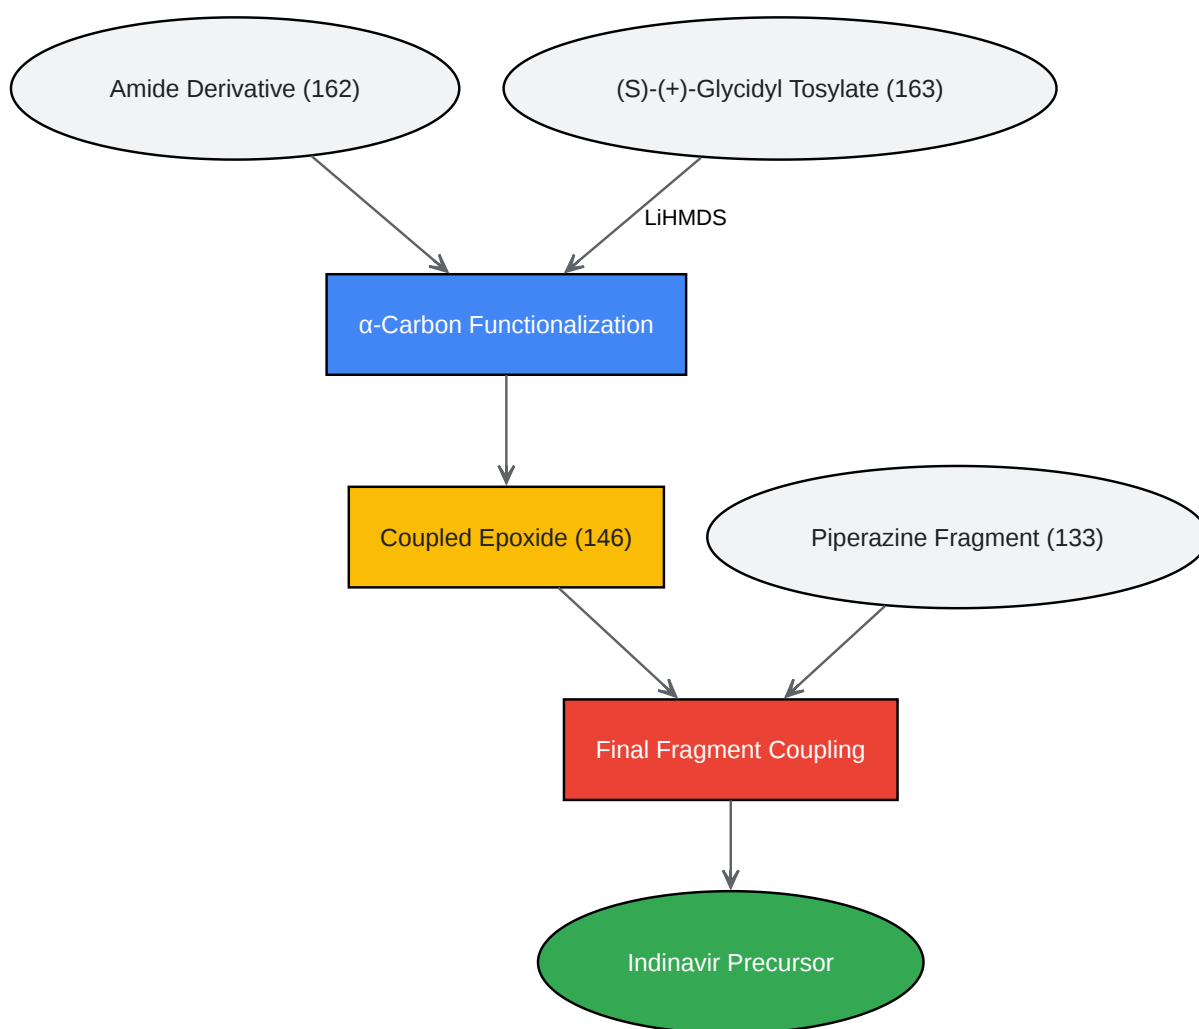 Amide Derivative (162)
(S)-(+)-Glycidyl Tosylate (163)
LiHMDS
α-Carbon Functionalization
Coupled Epoxide (146)
Piperazine Fragment (133)
Final Fragment Coupling
Indinavir Precursor